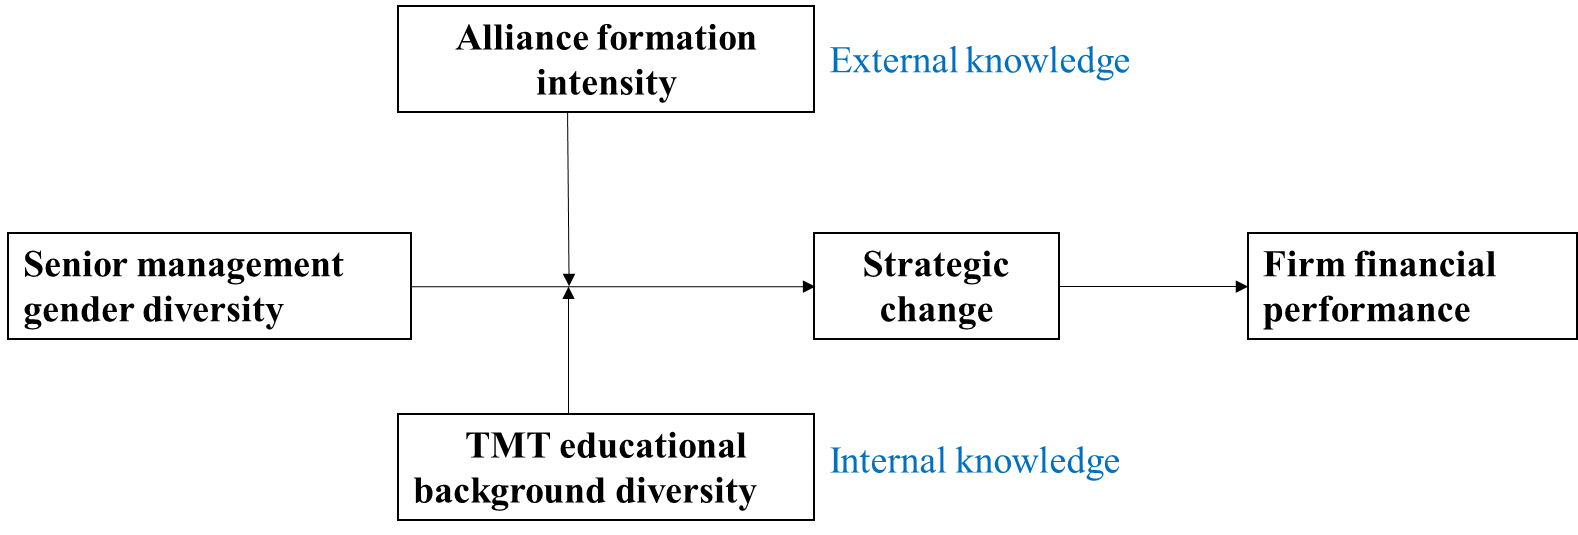 Alliance formation
intensity
External knowledge
Senior management
gender diversity
Strategic
change
Firm financial
performance
TMT educational
background diversity
Internal knowledge